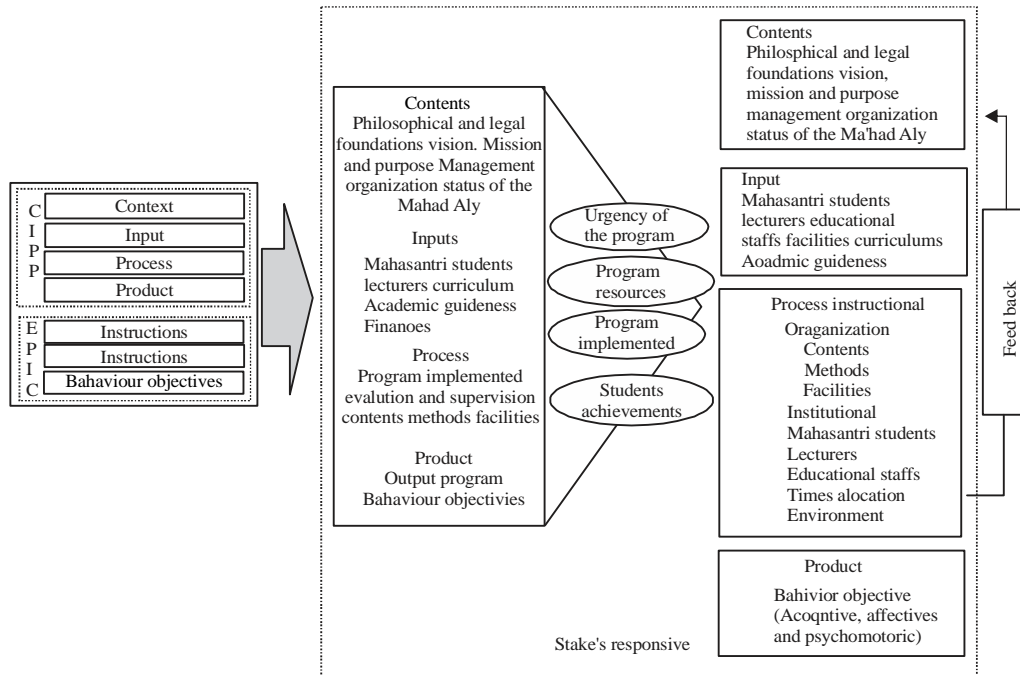 C
I
P
P
Context
Input
Process
Product
E
P
I
C
Instructions
Instructions
Bahaviour objectives
Contents
Philosophical and legal
foundations vision. Mission
and purpose Management
organization status of the
Mahad Aly
Inputs
Mahasantri students
lecturers curriculum
Academic guideness
Finanoes
Process
Program implemented
evalution and supervision
contents methods facilities
Product
Output program
Bahaviour objectivies
Urgency of
the program
Program
resources
Program
implemented
Students
achievements
Stake's responsive
Contents
Philosphical and legal
foundations vision,
mission and purpose
management organization
status of the Ma'had Aly
Input
Mahasantri students
lecturers educational
staffs facilities curriculums
Aoadmic guideness
Process instructional
Oraganization
Contents
Methods
Facilities
Institutional
Mahasantri students
Lecturers
Educational staffs
Times alocation
Environment
Product
Bahivior objective
(Acoqntive, affectives
and psychomotoric)
Feed back